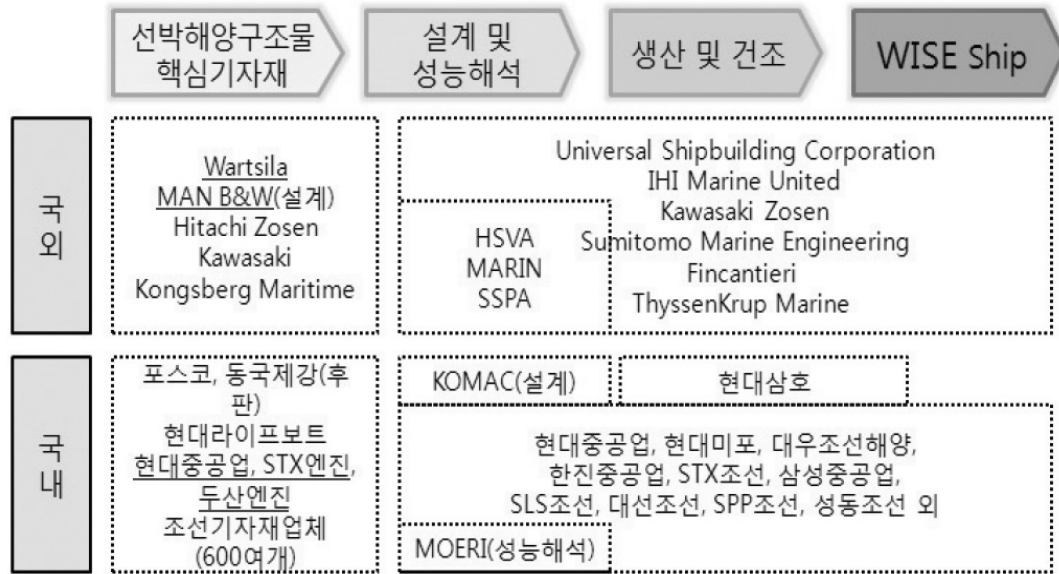 선박해양구조물
핵심기자재
설계 및
성능해석
생산 및 건조
WISE Ship
국
외
Wartsila
MAN B&W(설계)
Hitachi Zosen
Kawasaki
Kongsberg Maritime
HSVA
MARIN
SSPA
Universal Shipbuilding Corporation
IHI Marine United
Kawasaki Zosen
Sumitomo Marine Engineering
Fincantieri
ThyssenKrup Marine
국
내
포스코, 동국제강(후
판)
현대라이프보트
현대중공업, STX엔진,
두산엔진
조선기자재업체
(600여개)
KOMAC(설계)
현대삼호
현대중공업, 현대미포, 대우조선해양,
한진중공업, STX조선, 삼성중공업,
SLS조선, 대선조선, SPP조선, 성동조선 외
MOERI(성능해석)